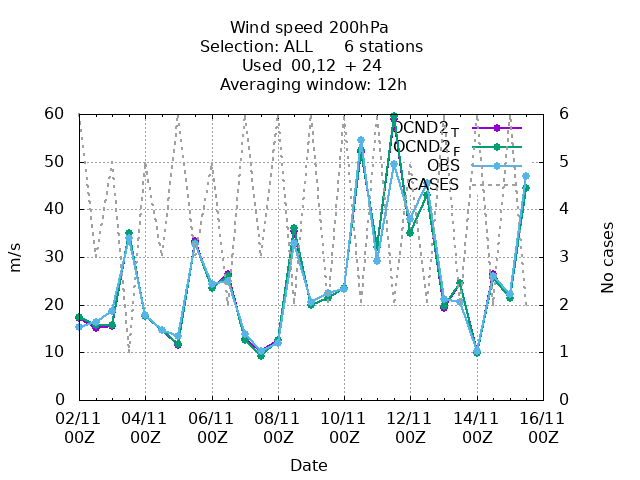 Wind speed 200hPa
Selection: ALL 6 stations
Used 00,12 + 24
Averaging window: 12h
60 6
OCND2 T
50 5
OCND2 F
OBS
CASES
40 4
m/s
30 3
No cases
20 2
10 1
0 0
02/11 04/11 06/11 08/11 10/11 12/11 14/11 16/11
00Z 00Z 00Z 00Z 00Z 00Z 00Z 00Z
Date